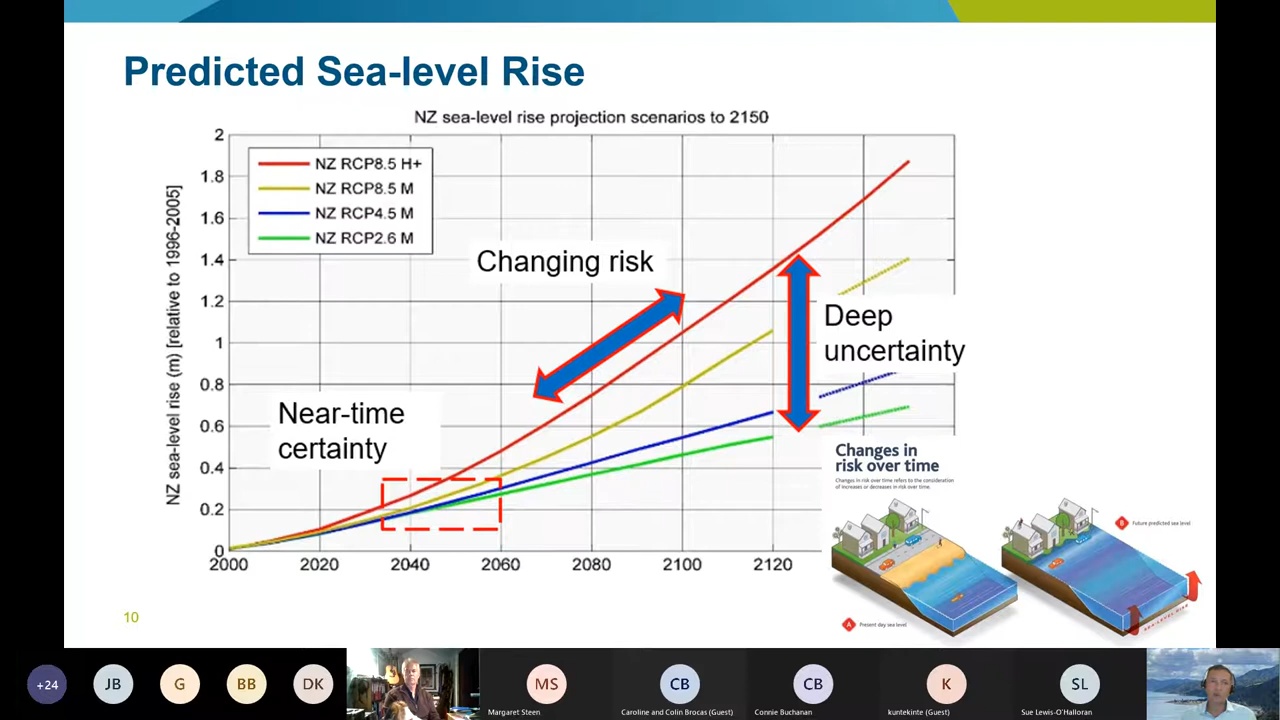 Predicted Sea-level Rise
NZ sea-level rise projection scenarios to 2150
NZ sea-level rise (m) [relative to 1996-2005]
2
1.8
1.6
1.4
1.2
1
0.8
0.6
0.4
0.2
0
2000
2020
2040
2060
2080
2100
2120
NZ RCP8.5 H+
NZ RCP8.5 M
NZ RCP4.5 M
NZ RCP2.6 M
Changing risk
Near-time
certainty
Deep
uncertainty
Changes in
risk over time
Changes in risk over time refers to the consideration
of increases or decreases in risk over time.
A
Present day sea level
B
Future predicted sea level
SEA-LEVEL RISE
10
+24
JB
G
BB
DK
MS
Margaret Steen
CB
Caroline and Colin Brocas (Guest)
CB
Connie Buchanan
K
kuntekinte (Guest)
SL
Sue Lewis-O'Halloran